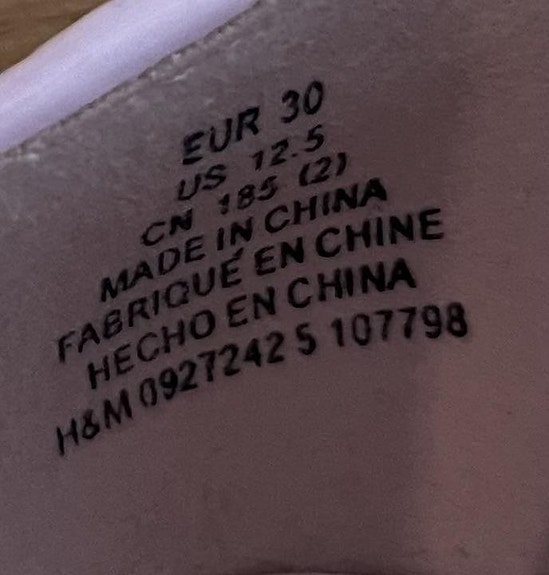 EUR 30
US 12.5
CN 185 (2)
MADE IN CHINA
FABRIQUÉ EN CHINE
HECHO EN CHINA
H&M 0927242 5 107798